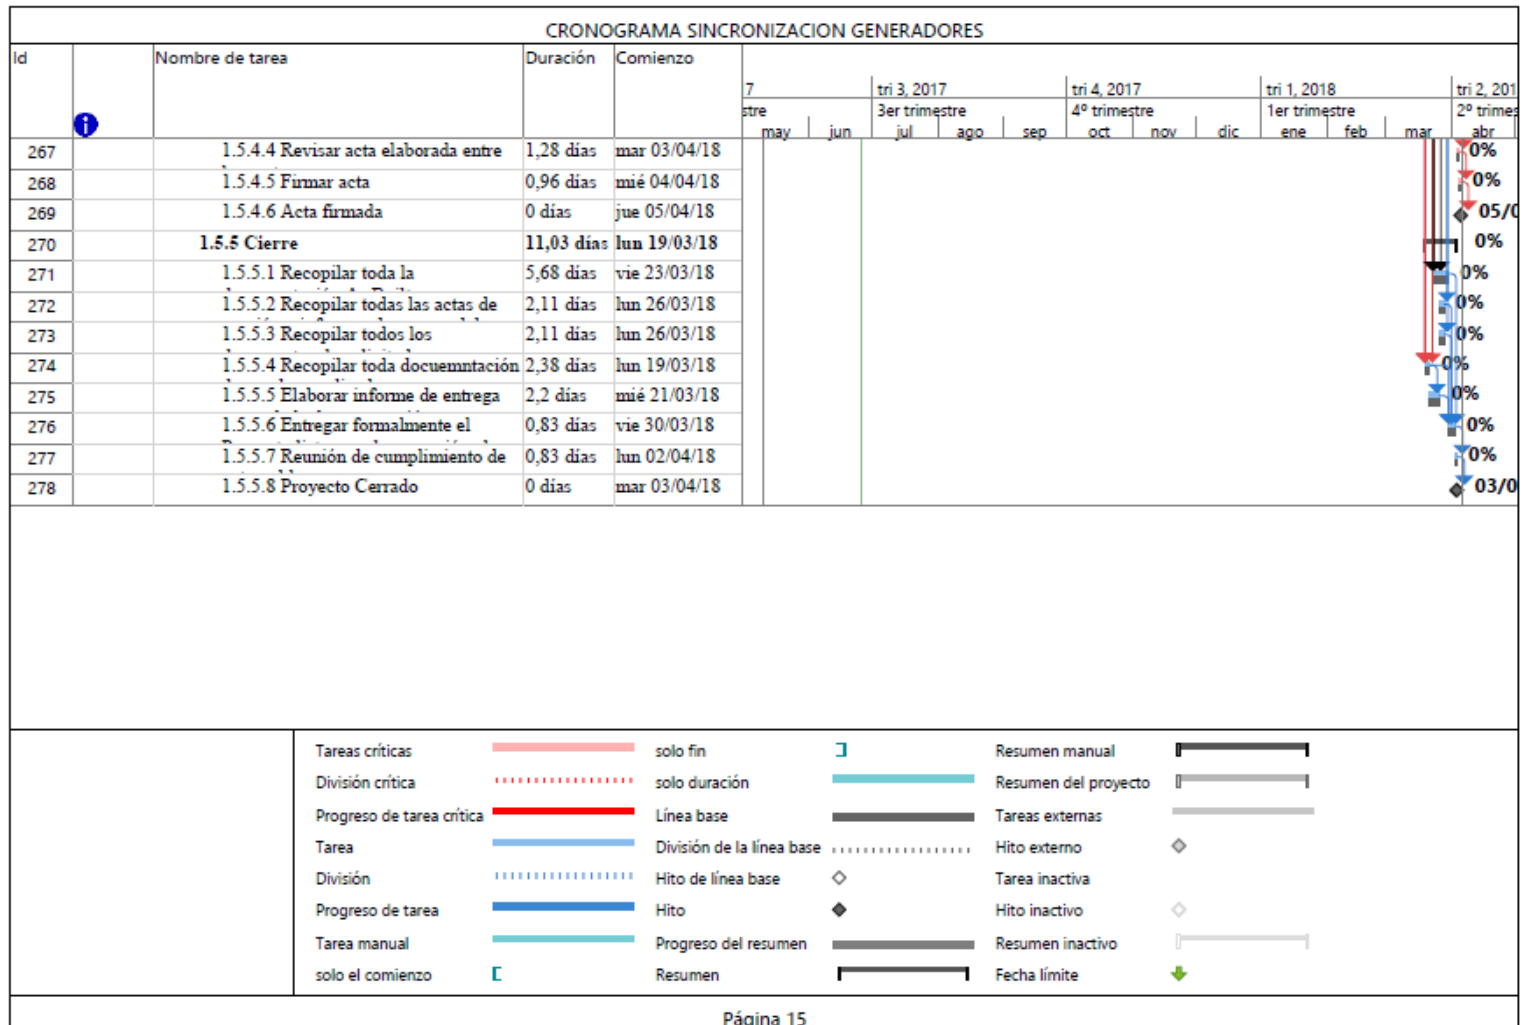 CRONOGRAMA SINCRONIZACION GENERADORES
Id Nombre de tarea Duración Comienzo
7 tri 3, 2017 tri 4, 2017 tri 1, 2018 tri 2, 201
stre 3er trimestre 4º trimestre 1er trimestre 2º trimes
may jun jul ago sep oct nov dic ene feb mar abr
267 1.5.4.4 Revisar acta elaborada entre 1,28 días mar 03/04/18 0%
268 1.5.4.5 Firmar acta 0,96 días mié 04/04/18 0%
269 1.5.4.6 Acta firmada 0 días jue 05/04/18 05/0
270 1.5.5 Cierre 11,03 días lun 19/03/18 0%
271 1.5.5.1 Recopilar toda la 5,68 días vie 23/03/18 0%
272 1.5.5.2 Recopilar todas las actas de 2,11 días lun 26/03/18 0%
273 1.5.5.3 Recopilar todos los 2,11 días lun 26/03/18 0%
274 1.5.5.4 Recopilar toda docuemntación 2,38 días lun 19/03/18 0%
275 1.5.5.5 Elaborar informe de entrega 2,2 días mié 21/03/18 0%
276 1.5.5.6 Entregar formalmente el 0,83 días vie 30/03/18 0%
277 1.5.5.7 Reunión de cumplimiento de 0,83 días lun 02/04/18 0%
278 1.5.5.8 Proyecto Cerrado 0 días mar 03/04/18 03/0
Tareas críticas solo fin Resumen manual
División crítica solo duración Resumen del proyecto
Progreso de tarea crítica Línea base Tareas externas
Tarea División de la línea base Hito externo
División Hito de línea base Tarea inactiva
Progreso de tarea Hito Hito inactivo
Tarea manual Progreso del resumen Resumen inactivo
solo el comienzo Resumen Fecha límite
Página 15